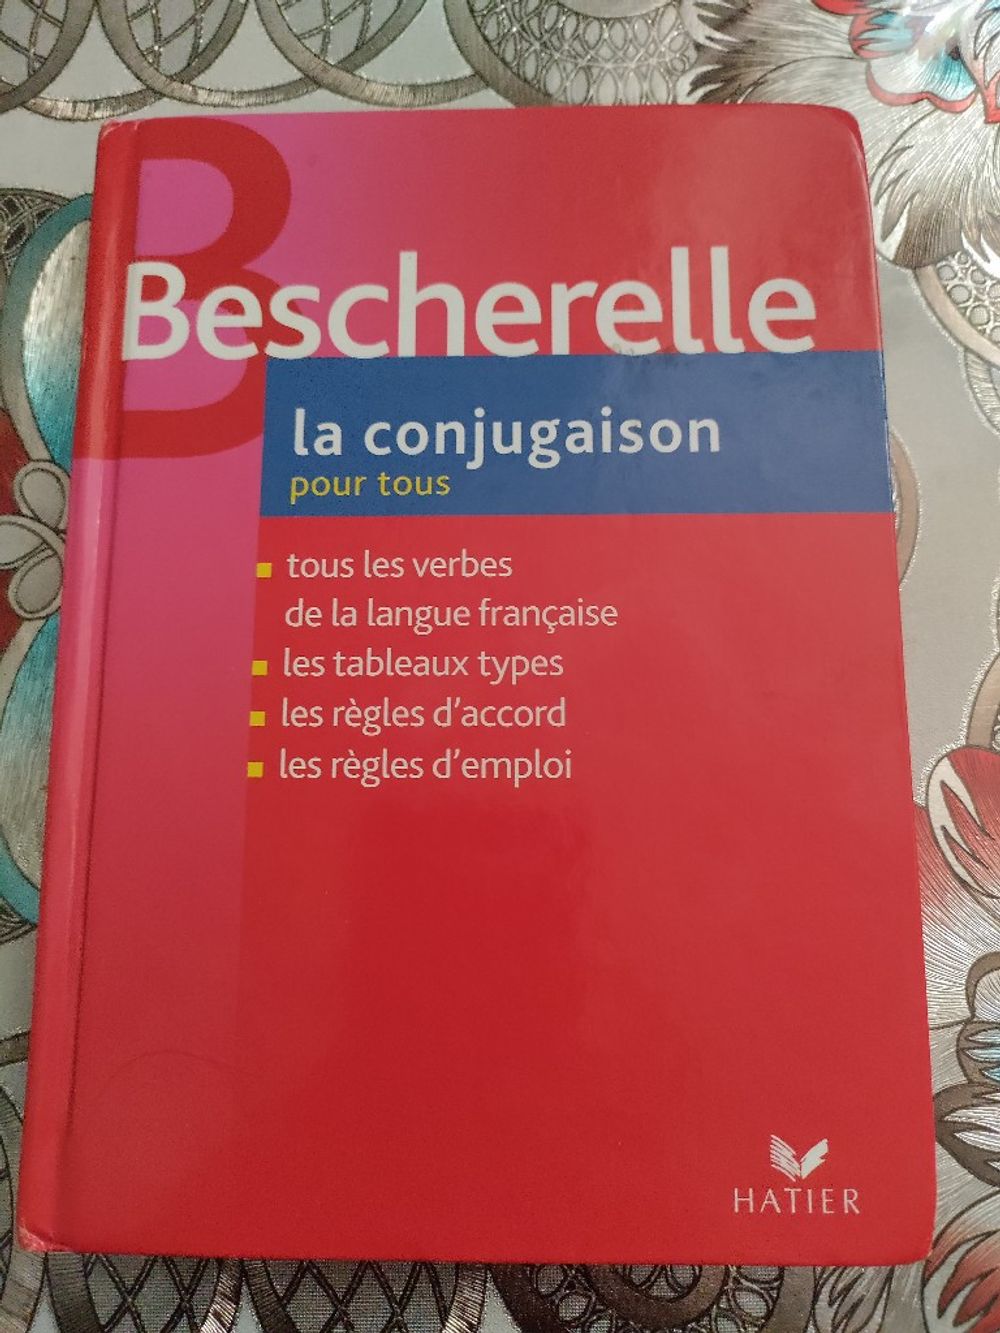 B
Bescherelle
la conjugaison
pour tous
tous les verbes
de la langue française
les tableaux types
les règles d'accord
les règles d'emploi
HATIER